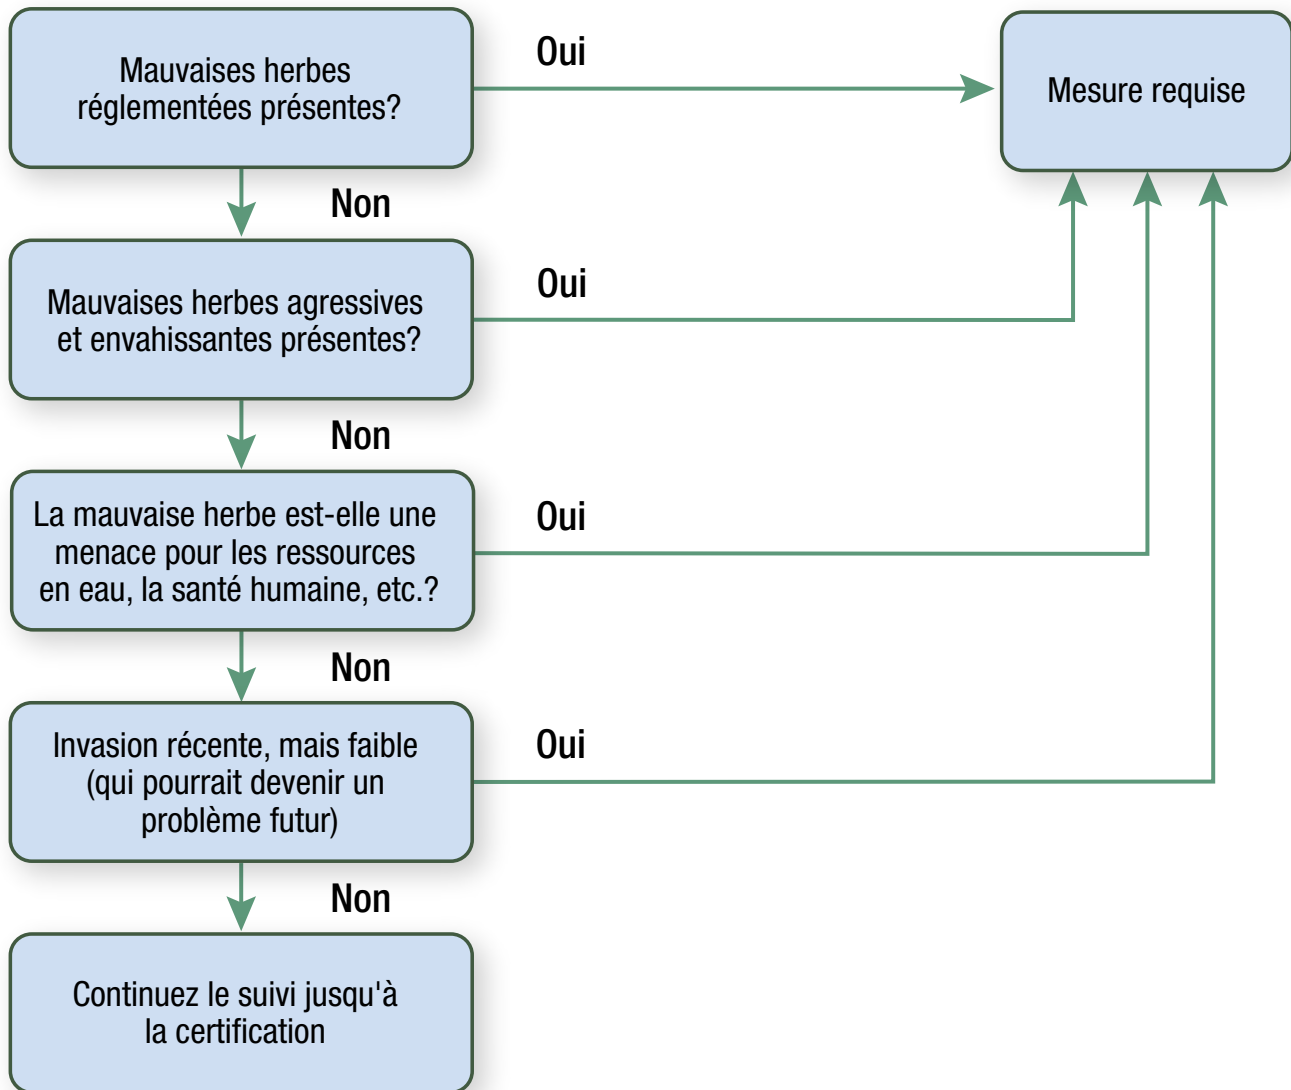 Mauvaises herbes
réglementées présentes?
Oui
Mesure requise
Non
Mauvaises herbes agressives
et envahissantes présentes?
Oui
Non
La mauvaise herbe est-elle une
menace pour les ressources
en eau, la santé humaine, etc.?
Oui
Non
Invasion récente, mais faible
(qui pourrait devenir un
problème futur)
Oui
Non
Continuez le suivi jusqu'à
la certification